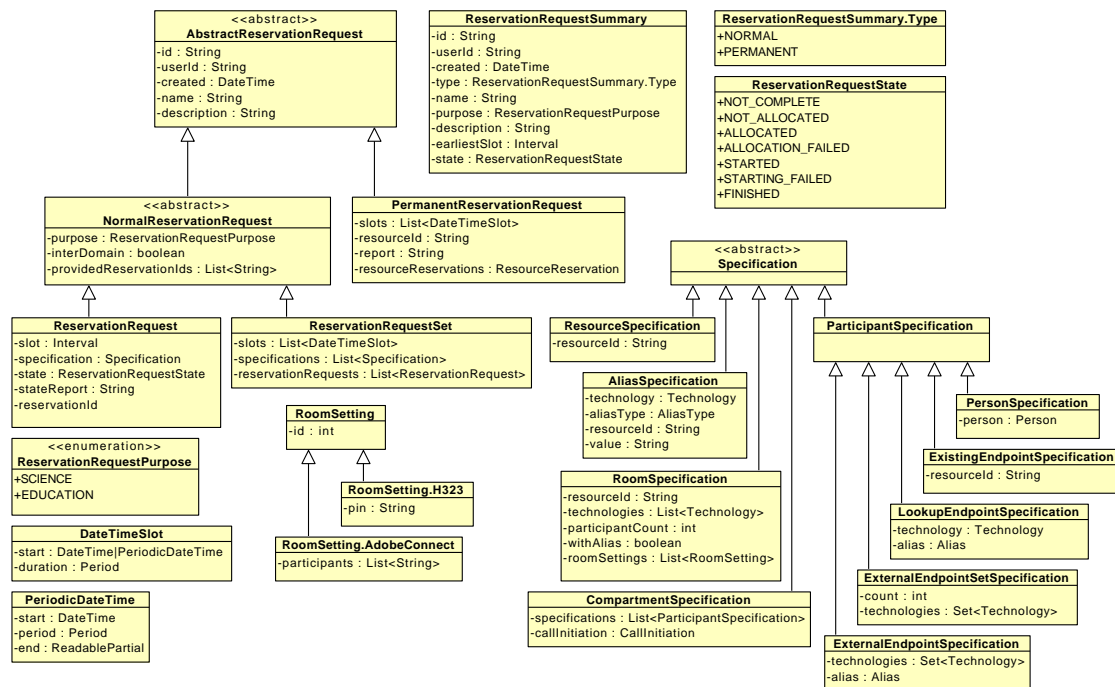 <<abstract>>
AbstractReservationRequest
-id : String
-userId : String
-created : DateTime
-name : String
-description : String
ReservationRequestSummary
-id : String
-userId : String
-created : DateTime
-type : ReservationRequestSummary.Type
-name : String
-purpose : ReservationRequestPurpose
-description : String
-earliestSlot : Interval
-state : ReservationRequestState
ReservationRequestSummary.Type
+NORMAL
+PERMANENT
ReservationRequestState
+NOT_COMPLETE
+NOT_ALLOCATED
+ALLOCATED
+ALLOCATION_FAILED
+STARTED
+STARTING_FAILED
+FINISHED
<<abstract>>
NormalReservationRequest
-purpose : ReservationRequestPurpose
-interDomain : boolean
-providedReservationIds : List<String>
PermanentReservationRequest
-slots : List<DateTimeSlot>
-resourceId : String
-report : String
-resourceReservations : ResourceReservation
<<abstract>>
Specification
ReservationRequest
-slot : Interval
-specification : Specification
-state : ReservationRequestState
-stateReport : String
-reservationId
ReservationRequestSet
-slots : List<DateTimeSlot>
-specifications : List<Specification>
-reservationRequests : List<ReservationRequest>
ResourceSpecification
-resourceId : String
ParticipantSpecification
AliasSpecification
-technology : Technology
-aliasType : AliasType
-resourceId : String
-value : String
PersonSpecification
-person : Person
RoomSetting
-id : int
<<enumeration>>
ReservationRequestPurpose
+SCIENCE
+EDUCATION
ExistingEndpointSpecification
-resourceId : String
RoomSpecification
-resourceId : String
-technologies : List<Technology>
-participantCount : int
-withAlias : boolean
-roomSettings : List<RoomSetting>
RoomSetting.H323
-pin : String
LookupEndpointSpecification
-technology : Technology
-alias : Alias
DateTimeSlot
-start : DateTime|PeriodicDateTime
-duration : Period
RoomSetting.AdobeConnect
-participants : List<String>
ExternalEndpointSetSpecification
-count : int
-technologies : Set<Technology>
PeriodicDateTime
-start : DateTime
-period : Period
-end : ReadablePartial
CompartmentSpecification
-specifications : List<ParticipantSpecification>
-callInitiation : CallInitiation
ExternalEndpointSpecification
-technologies : Set<Technology>
-alias : Alias